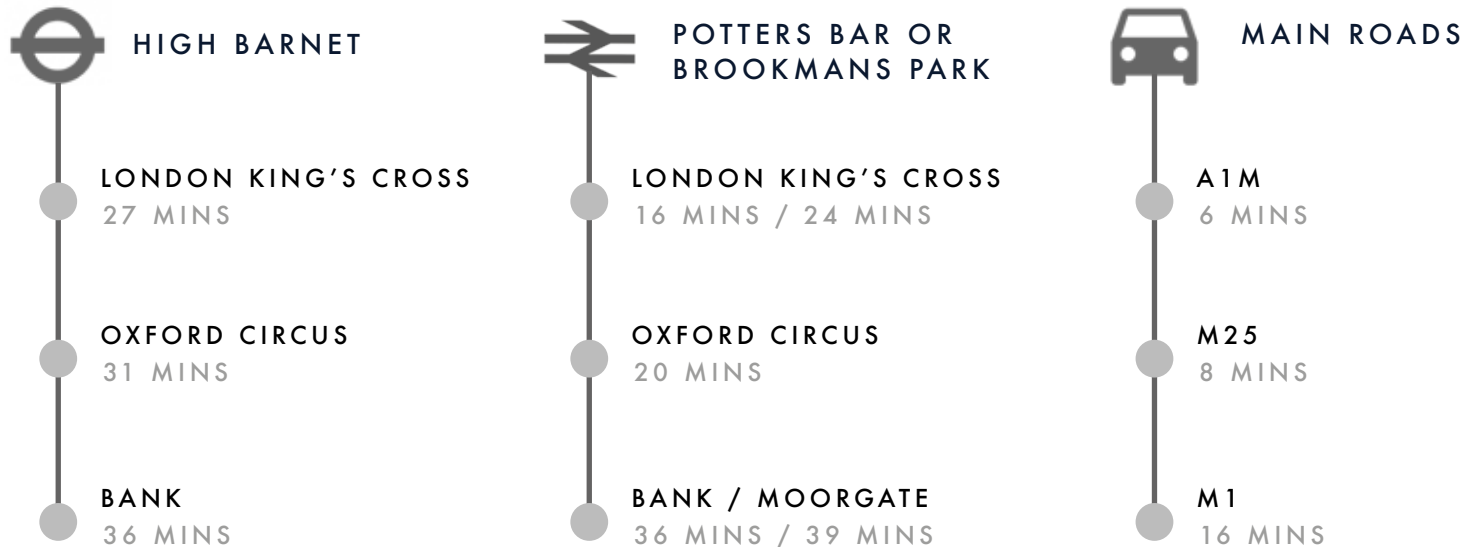 HIGH BARNET
LONDON KING’S CROSS
27 MINS
OXFORD CIRCUS
31 MINS
BANK
36 MINS
POTTERS BAR OR
BROOKMANS PARK
LONDON KING’S CROSS
16 MINS / 24 MINS
OXFORD CIRCUS
20 MINS
BANK / MOORGATE
36 MINS / 39 MINS
MAIN ROADS
A1M
6 MINS
M25
8 MINS
M1
16 MINS